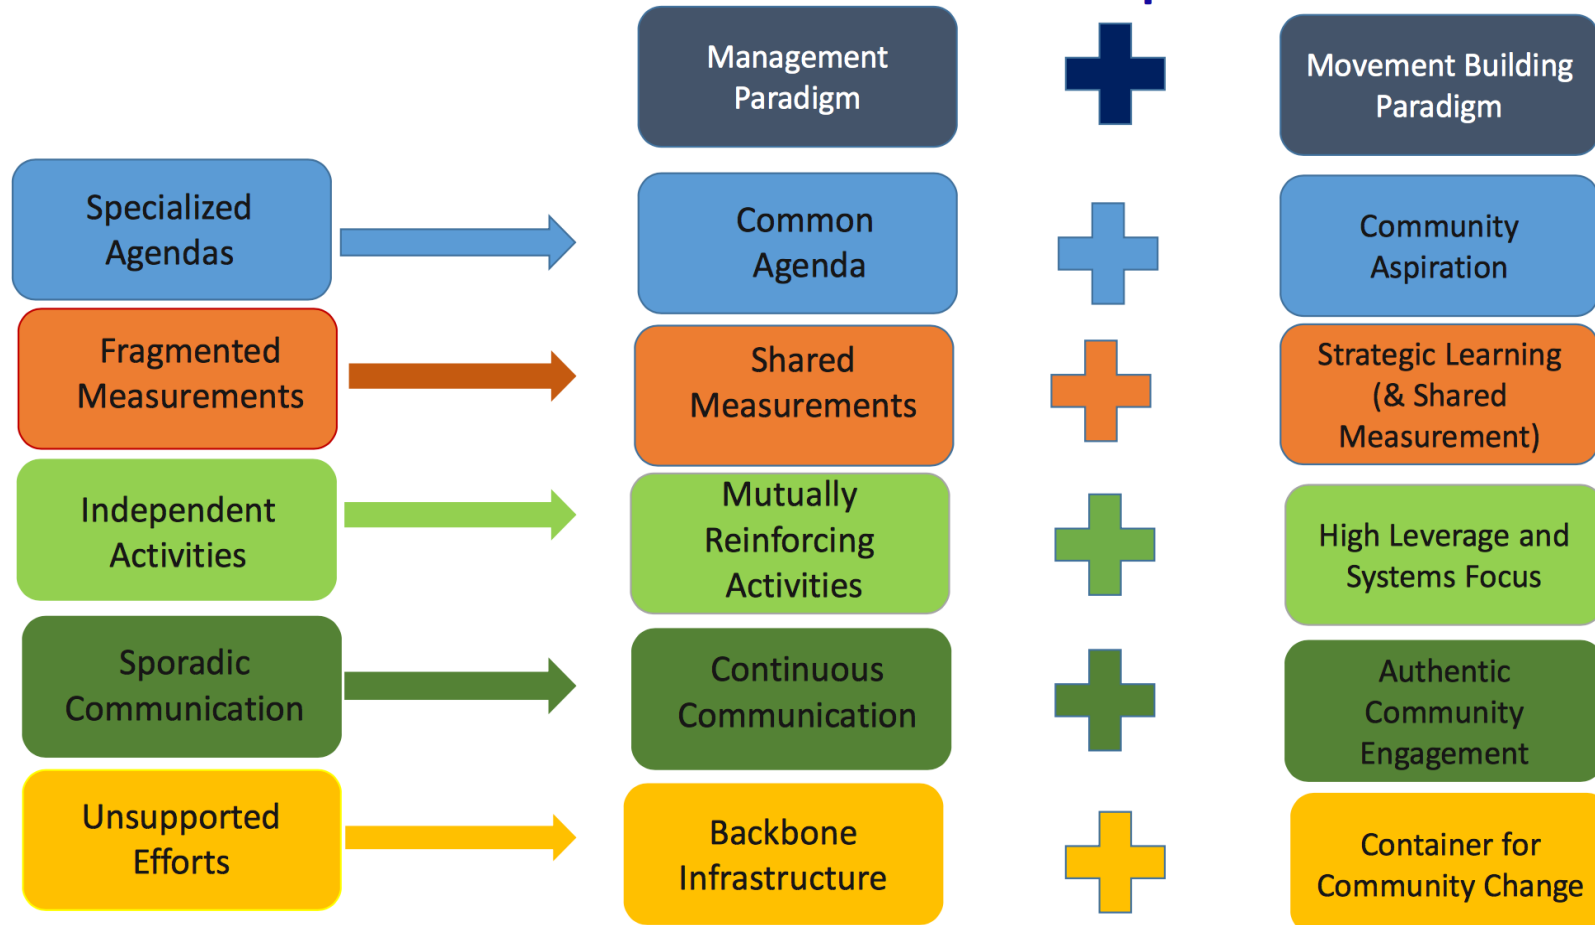 Management
Paradigm
Movement Building
Paradigm
Specialized
Agendas
Common
Agenda
Community
Aspiration
Fragmented
Measurements
Shared
Measurements
Strategic Learning
(& Shared
Measurement)
Independent
Activities
Mutually
Reinforcing
Activities
High Leverage and
Systems Focus
Sporadic
Communication
Continuous
Communication
Authentic
Community
Engagement
Unsupported
Efforts
Backbone
Infrastructure
Container for
Community Change